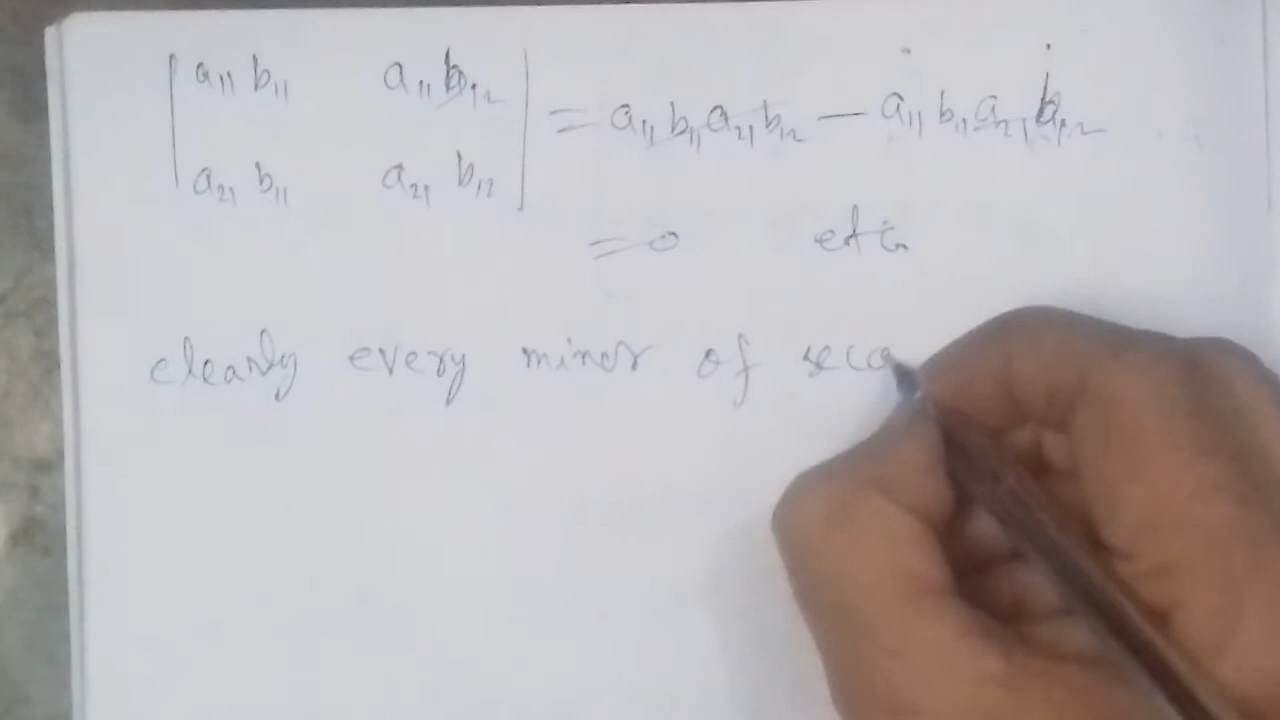 | a₁₁ b₁₁   a₁₁ b₁₂ | = a₁₁ b₁₁ a₂₁ b₁₂ — a₁₁ b₁₁ a₂₁ b₁₂
| a₂₁ b₁₁   a₂₁ b₁₂ |
= 0   etc
clearly every minor of seco